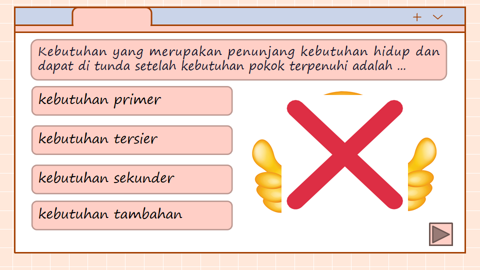 Kebutuhan yang merupakan penunjang kebutuhan hidup dan
dapat di tunda setelah kebutuhan pokok terpenuhi adalah ...
kebutuhan primer
kebutuhan tersier
kebutuhan sekunder
kebutuhan tambahan